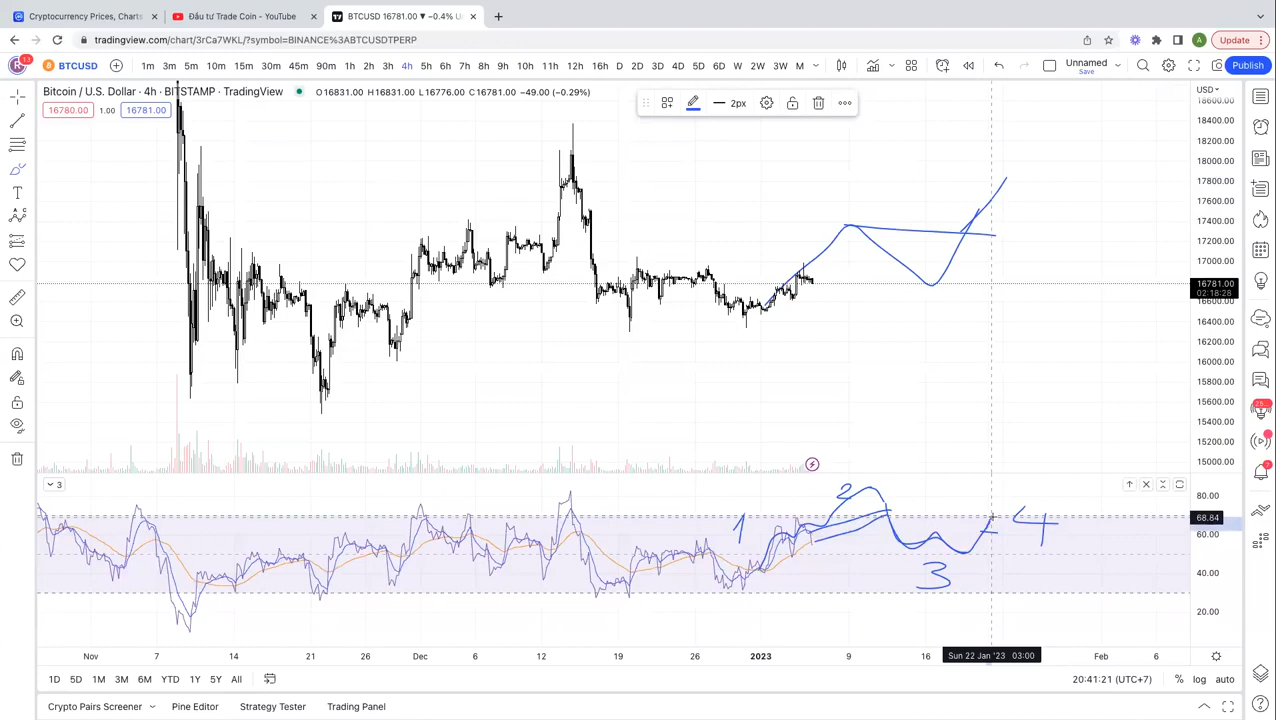 Cryptocurrency Prices, Charts
Đầu tư Trade Coin - YouTube
BTCUSD 16781.00 ▼ −0.4% U
tradingview.com/chart/3rCa7WKL/?symbol=BINANCE%3ABTCUSDTPERP
A
Update
13
BTCUSD
1m 3m 5m 10m 15m 30m 45m 90m 1h 2h 3h 4h 5h 6h 7h 8h 9h 10h 11h 12h 16h D 2D 3D 4D 5D 6D W 2W 3W M
Unnamed
Save
Publish
Bitcoin / U.S. Dollar · 4h · BITSTAMP · TradingView
O16831.00 H16831.00 L16776.00 C16781.00 −49.00 (−0.29%)
16780.00 1.00 16781.00
2px
USD
18600.00
18400.00
18200.00
18000.00
17800.00
17600.00
17400.00
17200.00
17000.00
16781.00
02:18:28
16600.00
16400.00
16200.00
16000.00
15800.00
15600.00
15400.00
15200.00
15000.00
3
80.00
68.84
60.00
40.00
20.00
1
2
3
4
Nov 7 14 21 26 Dec 6 12 19 26 2023 9 16 Sun 22 Jan '23 03:00 Feb 6
1D 5D 1M 3M 6M YTD 1Y 5Y All
20:41:21 (UTC+7)
% log auto
Crypto Pairs Screener Pine Editor Strategy Tester Trading Panel